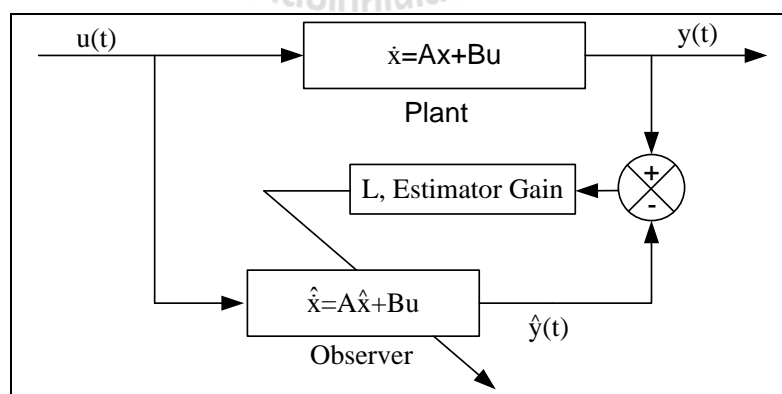 u(t)
ẋ=Ax+Bu
y(t)
Plant
+
L, Estimator Gain
-
x̂̇=Ax̂+Bu
ŷ(t)
Observer